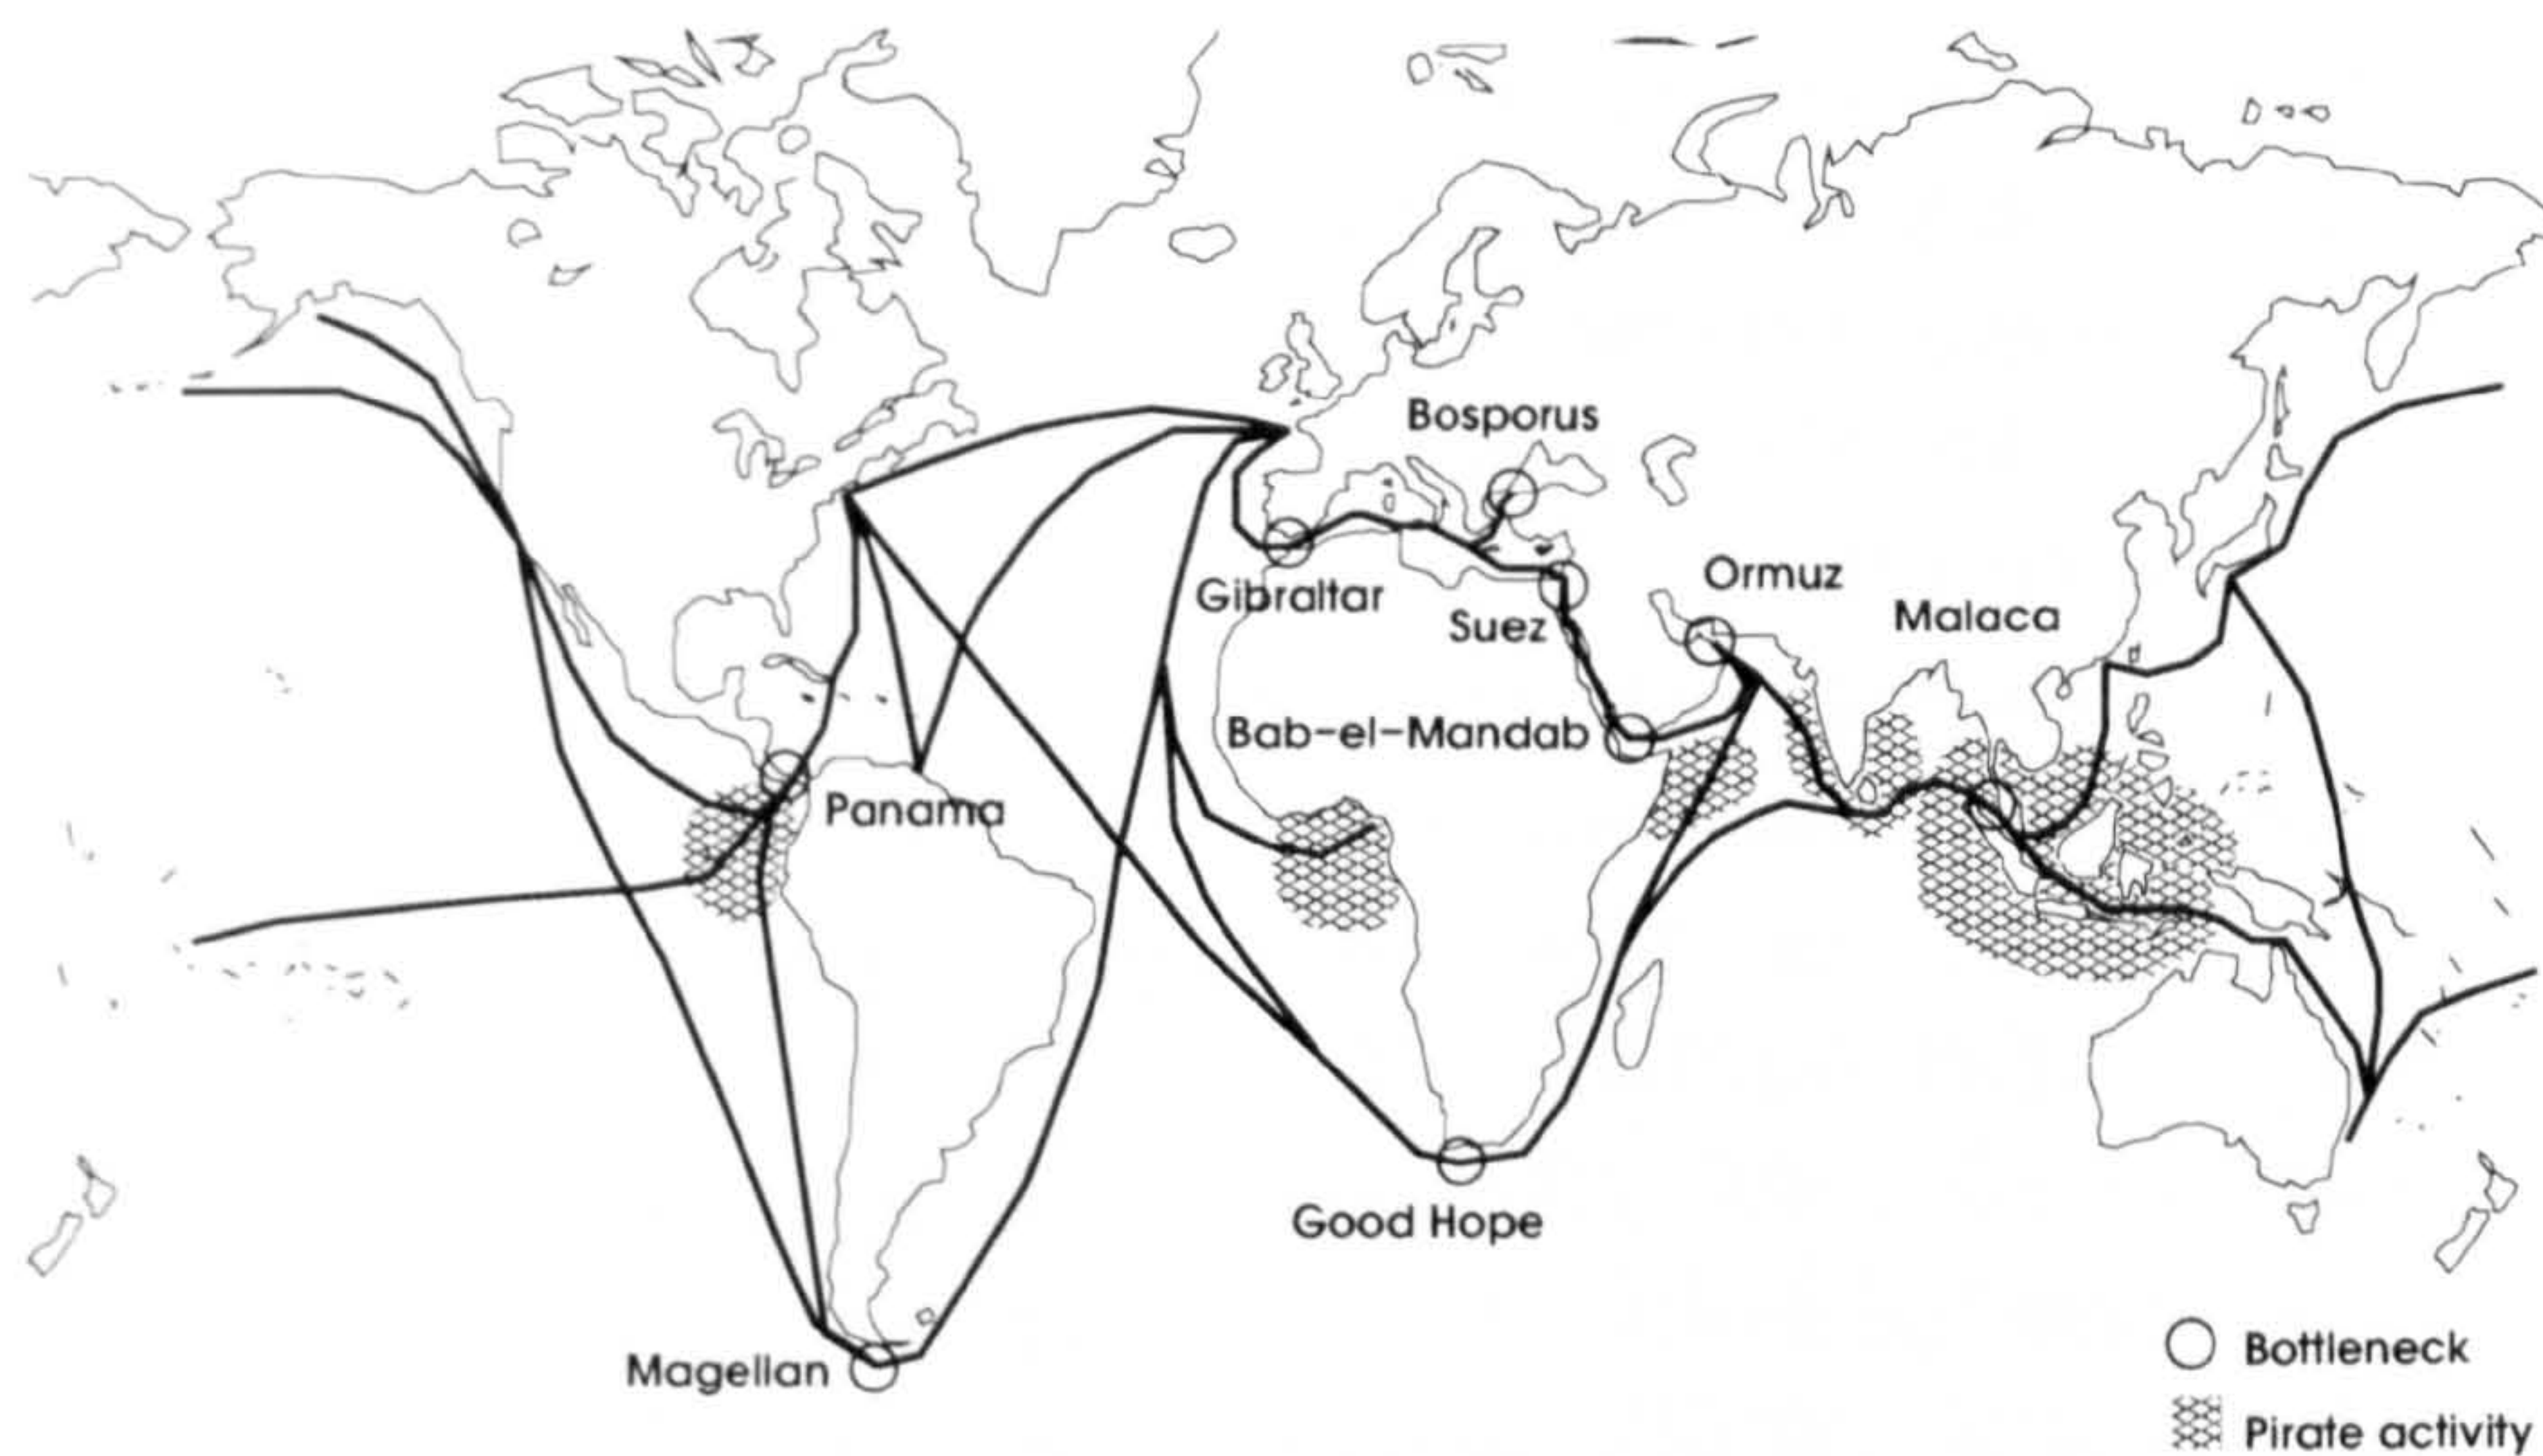 Bosporus
Ormuz
Gibraltar
Malaca
Suez
Bab-el-Mandab
Panama
Good Hope
Magellan
Bottleneck
Pirate activity